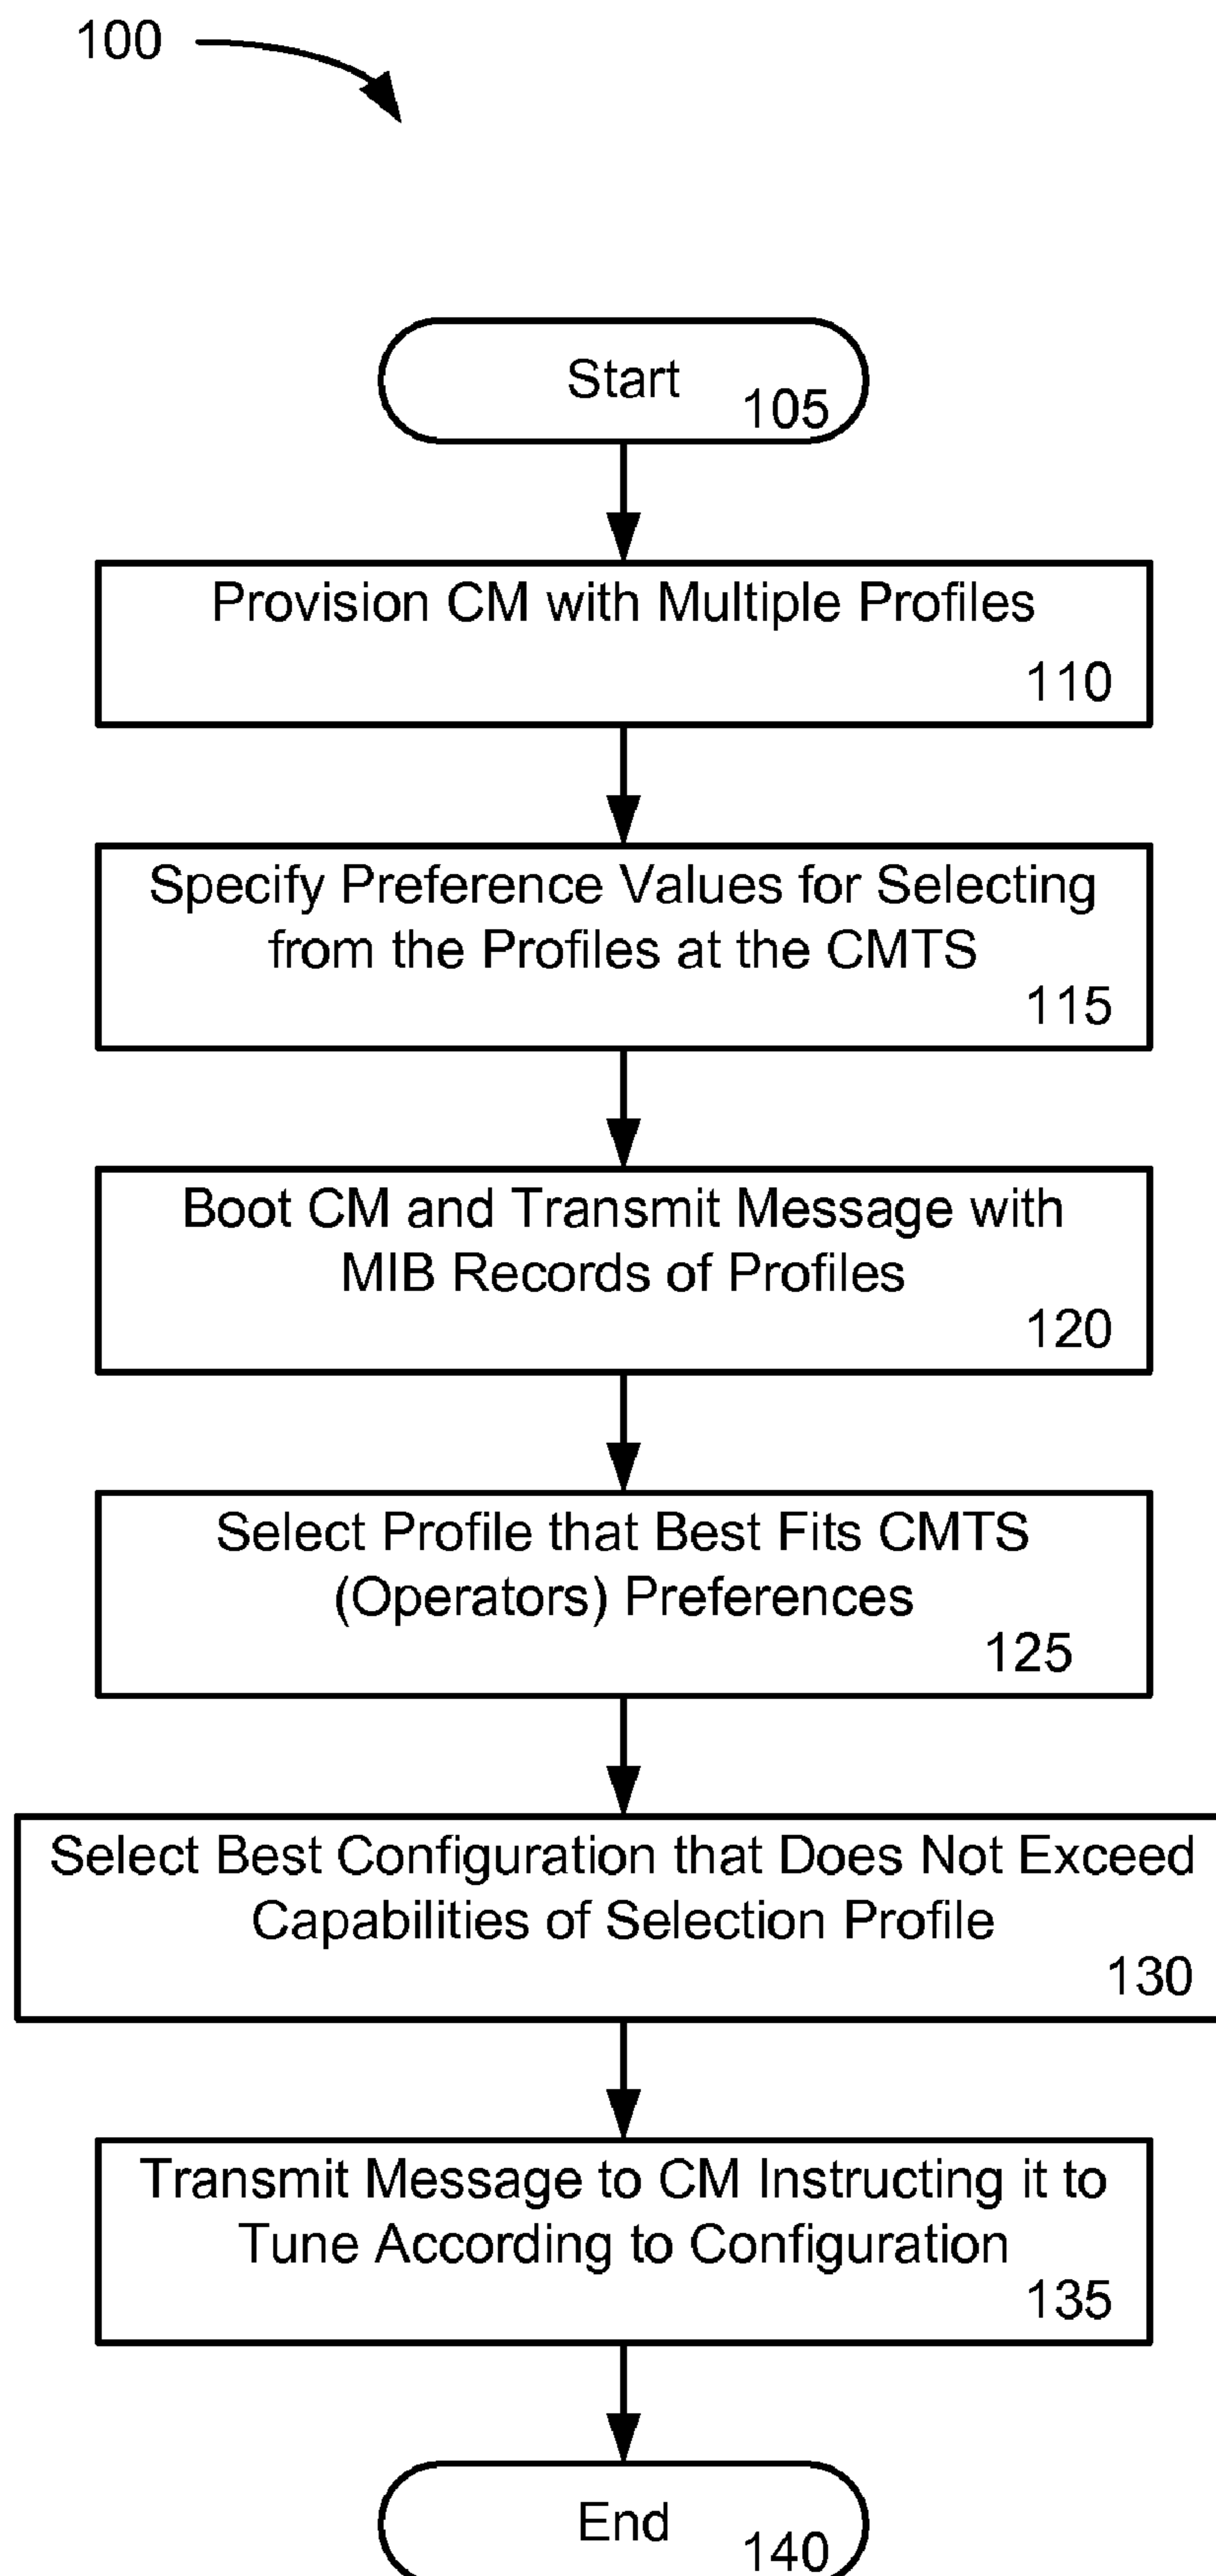 100
Start
105
Provision CM with Multiple Profiles
110
Specify Preference Values for Selecting
from the Profiles at the CMTS
115
Boot CM and Transmit Message with
MIB Records of Profiles
120
Select Profile that Best Fits CMTS
(Operators) Preferences
125
Select Best Configuration that Does Not Exceed
Capabilities of Selection Profile
130
Transmit Message to CM Instructing it to
Tune According to Configuration
135
End
140